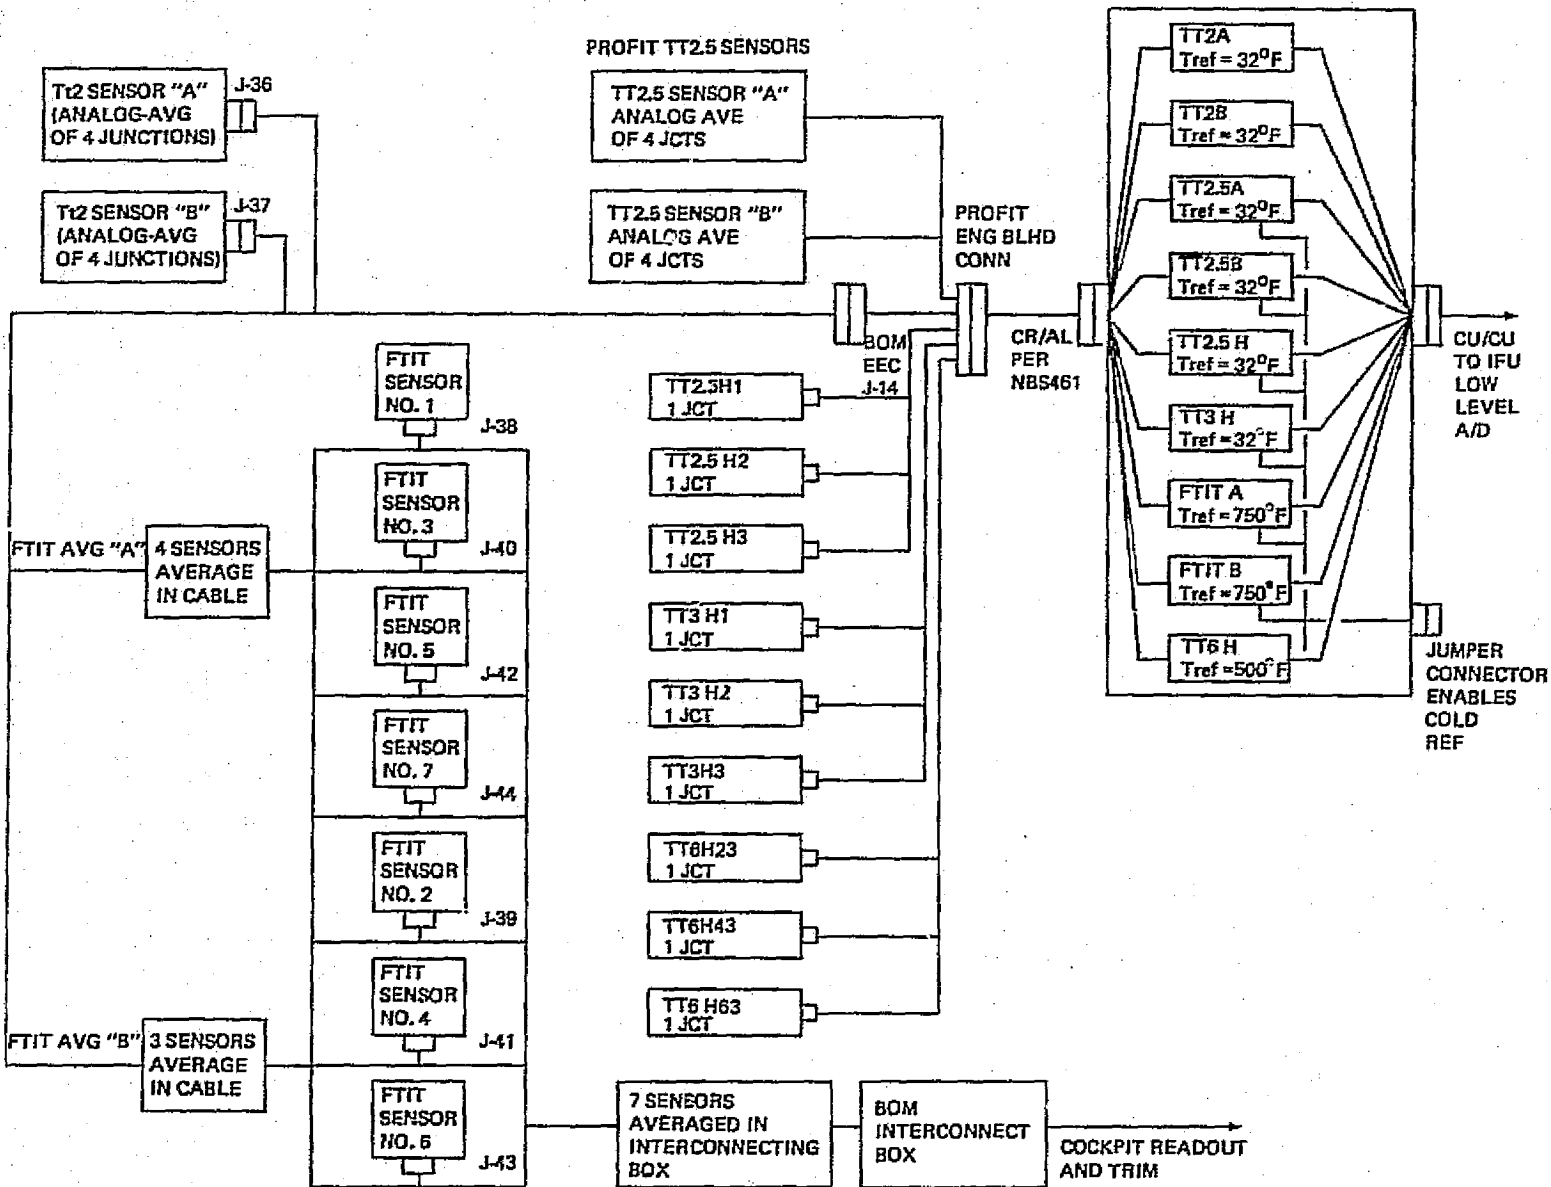 PROFIT TT2.5 SENSORS
Tt2 SENSOR "A"
(ANALOG-AVG
OF 4 JUNCTIONS)
J-36
Tt2 SENSOR "B"
(ANALOG-AVG
OF 4 JUNCTIONS)
J-37
TT2.5 SENSOR "A"
ANALOG AVE
OF 4 JCTS
TT2.5 SENSOR "B"
ANALOG AVE
OF 4 JCTS
PROFIT
ENG BLHD
CONN
BOM
EEC
J-14
CR/AL
PER
NBS461
TT2A
Tref = 32°F
TT2B
Tref = 32°F
TT2.5A
Tref = 32°F
TT2.5B
Tref = 32°F
TT2.5 H
Tref = 32°F
TT3 H
Tref = 32°F
FTIT A
Tref = 750°F
FTIT B
Tref = 750°F
TT6 H
Tref =500°F
CU/CU
TO IFU
LOW
LEVEL
A/D
JUMPER
CONNECTOR
ENABLES
COLD
REF
FTIT
SENSOR
NO. 1
J-38
FTIT
SENSOR
NO. 3
J-40
FTIT
SENSOR
NO. 5
J-42
FTIT
SENSOR
NO. 7
J-44
FTIT
SENSOR
NO. 2
J-39
FTIT
SENSOR
NO. 4
J-41
FTIT
SENSOR
NO. 6
J-43
FTIT AVG "A"
4 SENSORS
AVERAGE
IN CABLE
FTIT AVG "B"
3 SENSORS
AVERAGE
IN CABLE
TT2.5H1
1 JCT
TT2.5 H2
1 JCT
TT2.5 H3
1 JCT
TT3 H1
1 JCT
TT3 H2
1 JCT
TT3H3
1 JCT
TT6H23
1 JCT
TT6H43
1 JCT
TT6 H63
1 JCT
7 SENSORS
AVERAGED IN
INTERCONNECTING
BOX
BOM
INTERCONNECT
BOX
COCKPIT READOUT
AND TRIM